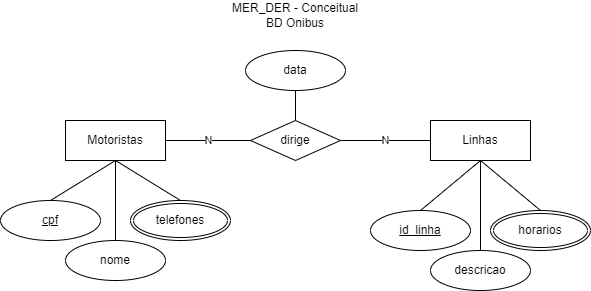 MER_DER - Conceitual
BD Onibus
data
Motoristas
N
dirige
N
Linhas
cpf
telefones
nome
id_linha
horarios
descricao